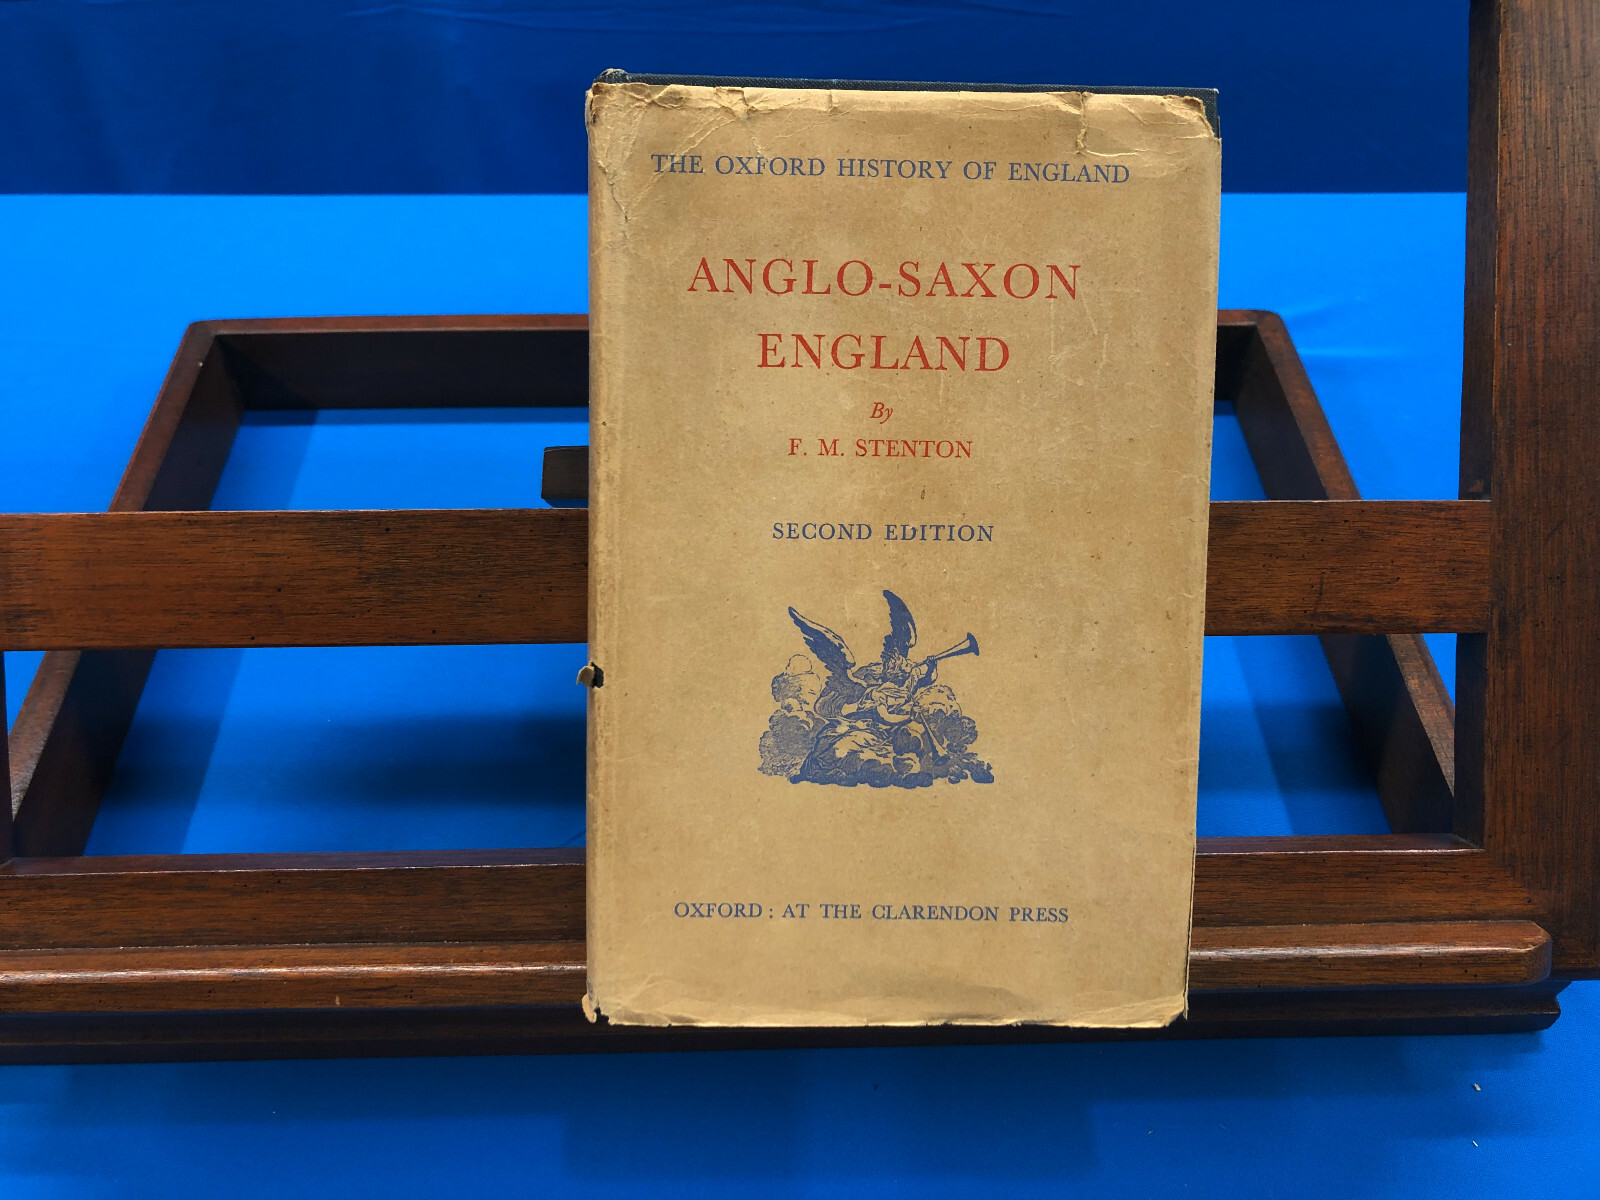 THE OXFORD HISTORY OF ENGLAND
ANGLO-SAXON
ENGLAND
By
F. M. STENTON
SECOND EDITION
OXFORD : AT THE CLARENDON PRESS